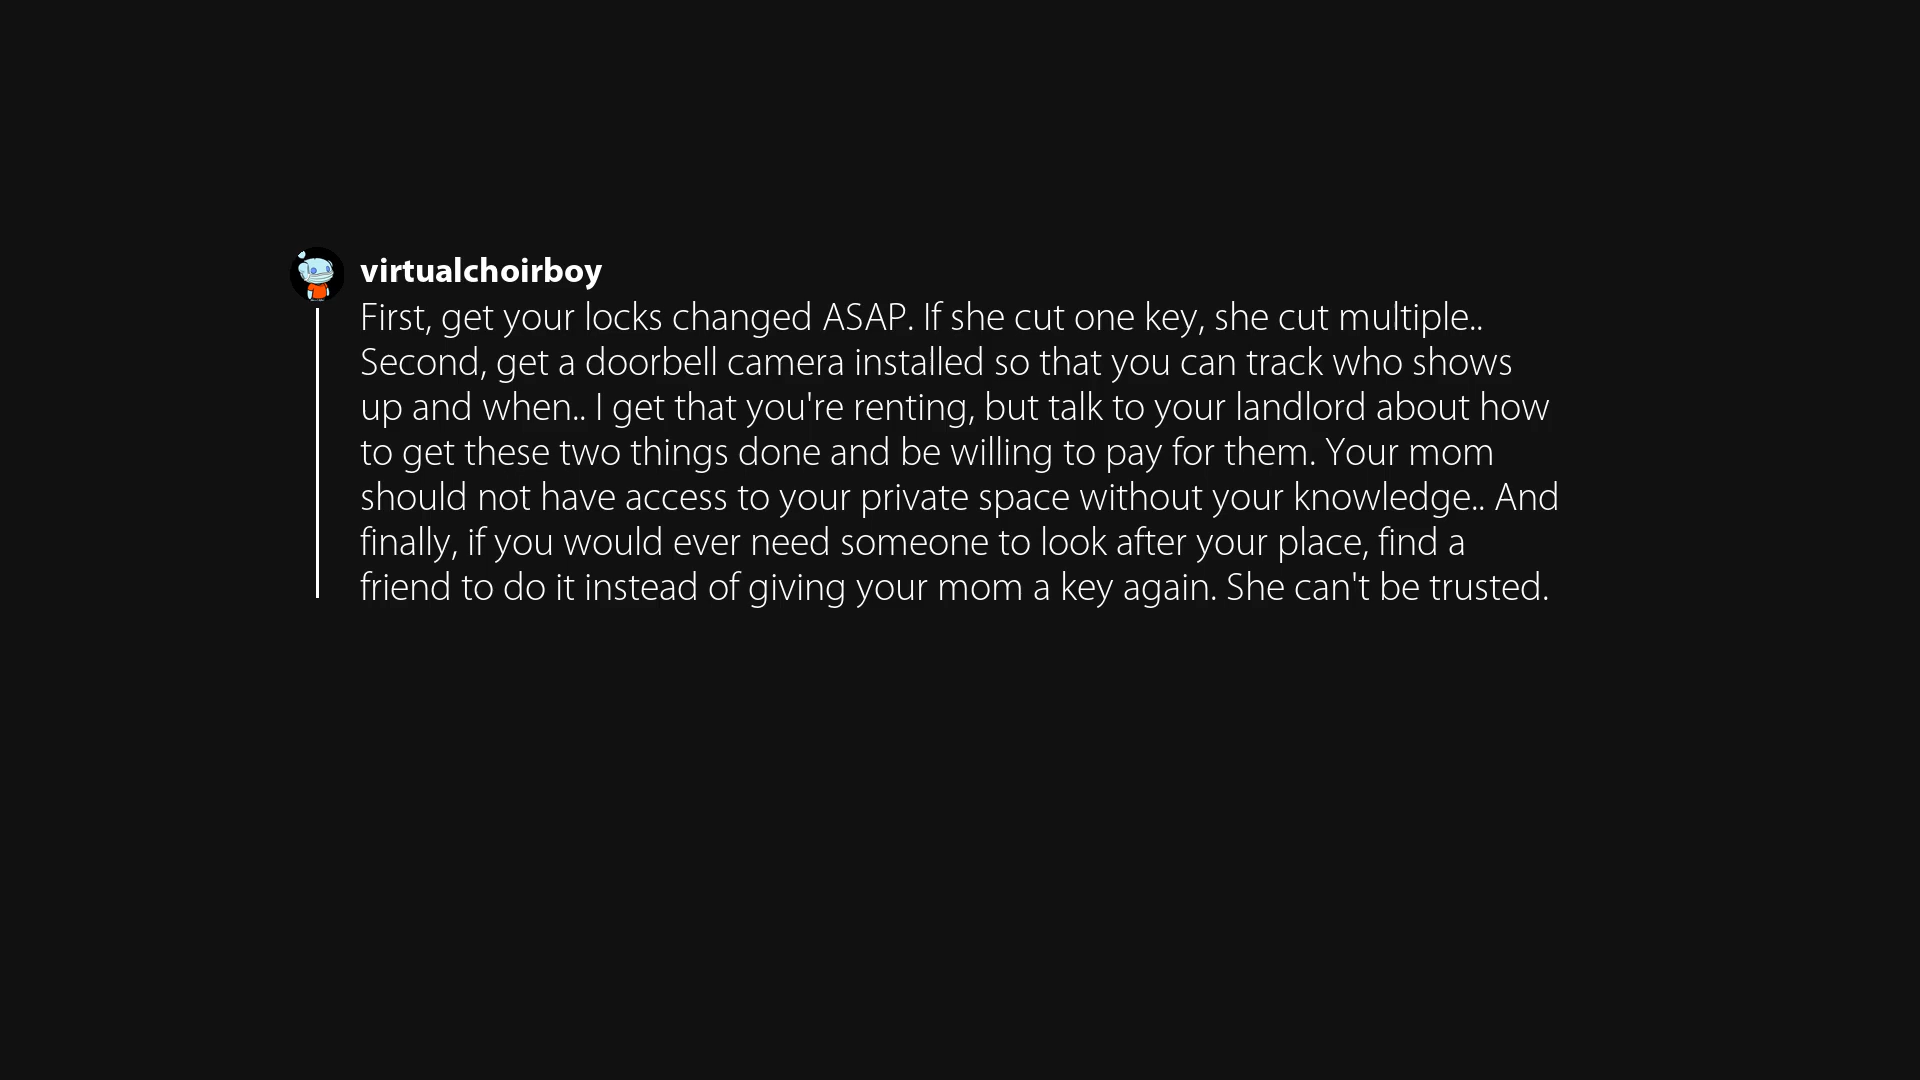 virtualchoirboy
First, get your locks changed ASAP. If she cut one key, she cut multiple..
Second, get a doorbell camera installed so that you can track who shows
up and when.. I get that you're renting, but talk to your landlord about how
to get these two things done and be willing to pay for them. Your mom
should not have access to your private space without your knowledge.. And
finally, if you would ever need someone to look after your place, find a
friend to do it instead of giving your mom a key again. She can't be trusted.